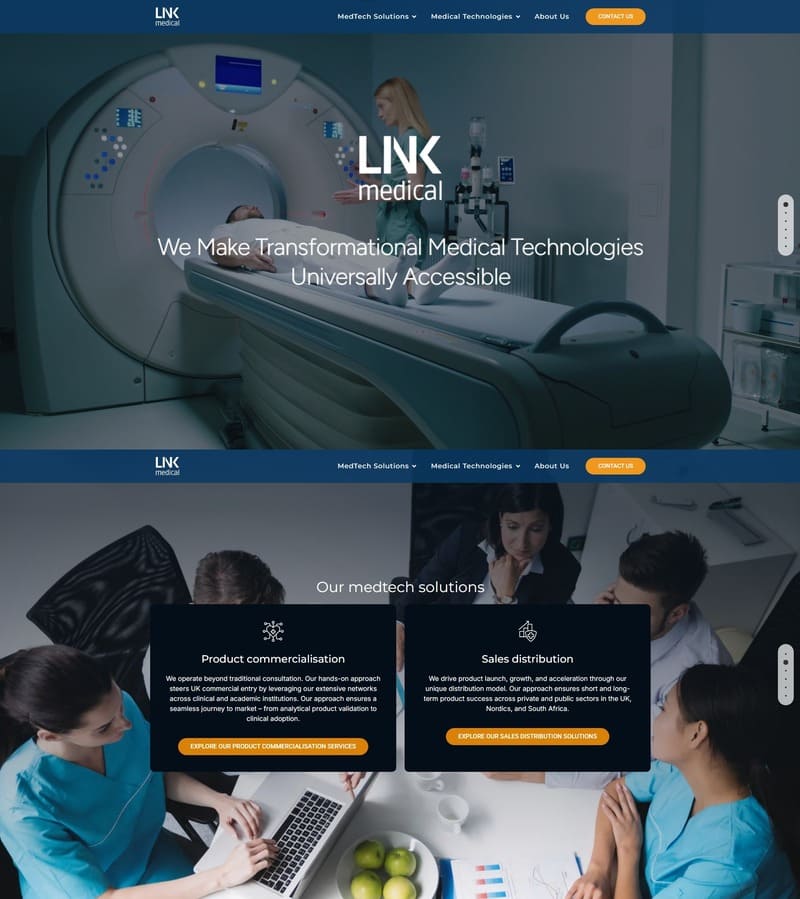 LNK
medical
MedTech Solutions
Medical Technologies
About Us
CONTACT US
LNK
medical
We Make Transformational Medical Technologies
Universally Accessible
LNK
medical
MedTech Solutions
Medical Technologies
About Us
CONTACT US
Our medtech solutions
Product commercialisation
We operate beyond traditional consultation. Our hands-on approach
steers UK commercial entry by leveraging our extensive networks
across clinical and academic institutions. Our approach ensures a
seamless journey to market – from analytical product validation to
clinical adoption.
EXPLORE OUR PRODUCT COMMERCIALISATION SERVICES
Sales distribution
We drive product launch, growth, and acceleration through our
unique distribution model. Our approach ensures short and long-
term product success across private and public sectors in the UK,
Nordics, and South Africa.
EXPLORE OUR SALES DISTRIBUTION SOLUTIONS